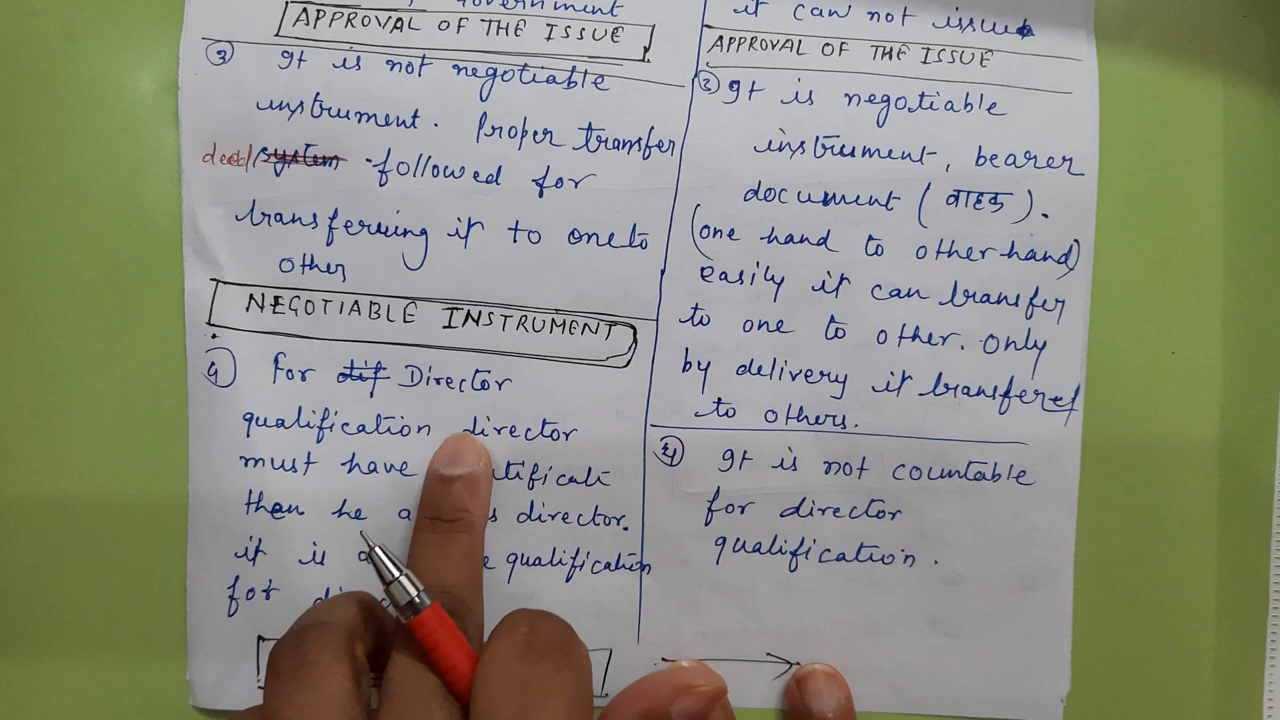 APPROVAL OF THE ISSUE
3 It is not negotiable
instrument. Proper transfer
deed/system followed for
transferring it to one to
other
NEGOTIABLE INSTRUMENT
4 For dif Director
qualification director
must have
then he director.
it is qualification
for
it can not issue
APPROVAL OF THE ISSUE
3 It is negotiable
instrument, bearer
document (वाहक).
(one hand to other hand)
easily it can transfer
to one to other. only
by delivery it transferet
to others.
4 It is not countable
for director
qualification.